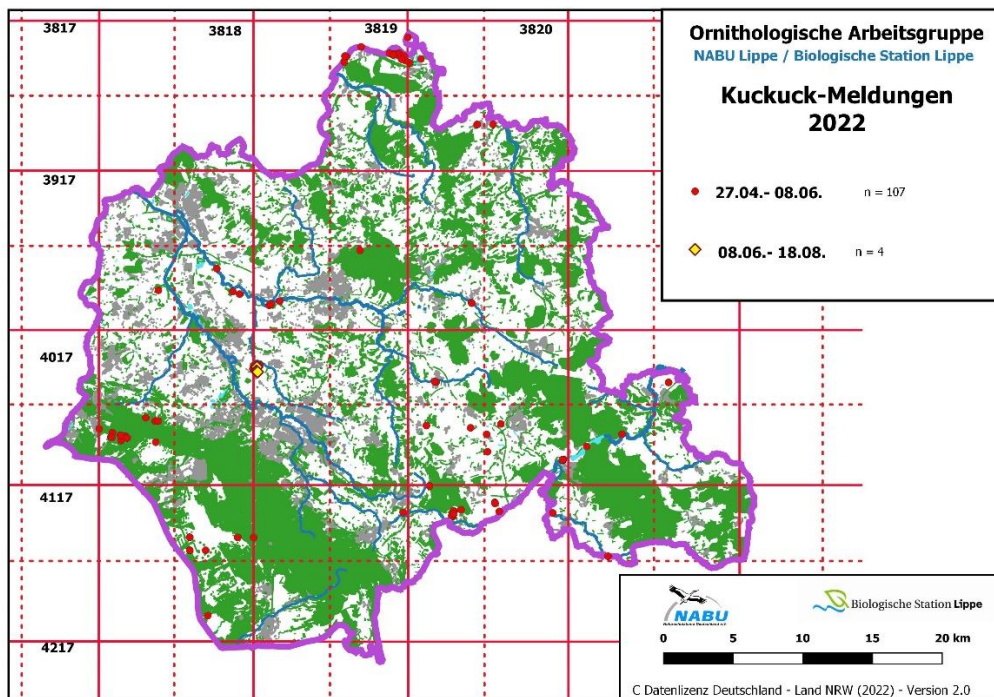 3817
3818
3819
3820
3917
4017
4117
4217
Ornithologische Arbeitsgruppe
NABU Lippe / Biologische Station Lippe
Kuckuck-Meldungen
2022
27.04.- 08.06. n = 107
08.06.- 18.08. n = 4
NABU
Biologische Station Lippe
0 5 10 15 20 km
C Datenlizenz Deutschland - Land NRW (2022) - Version 2.0